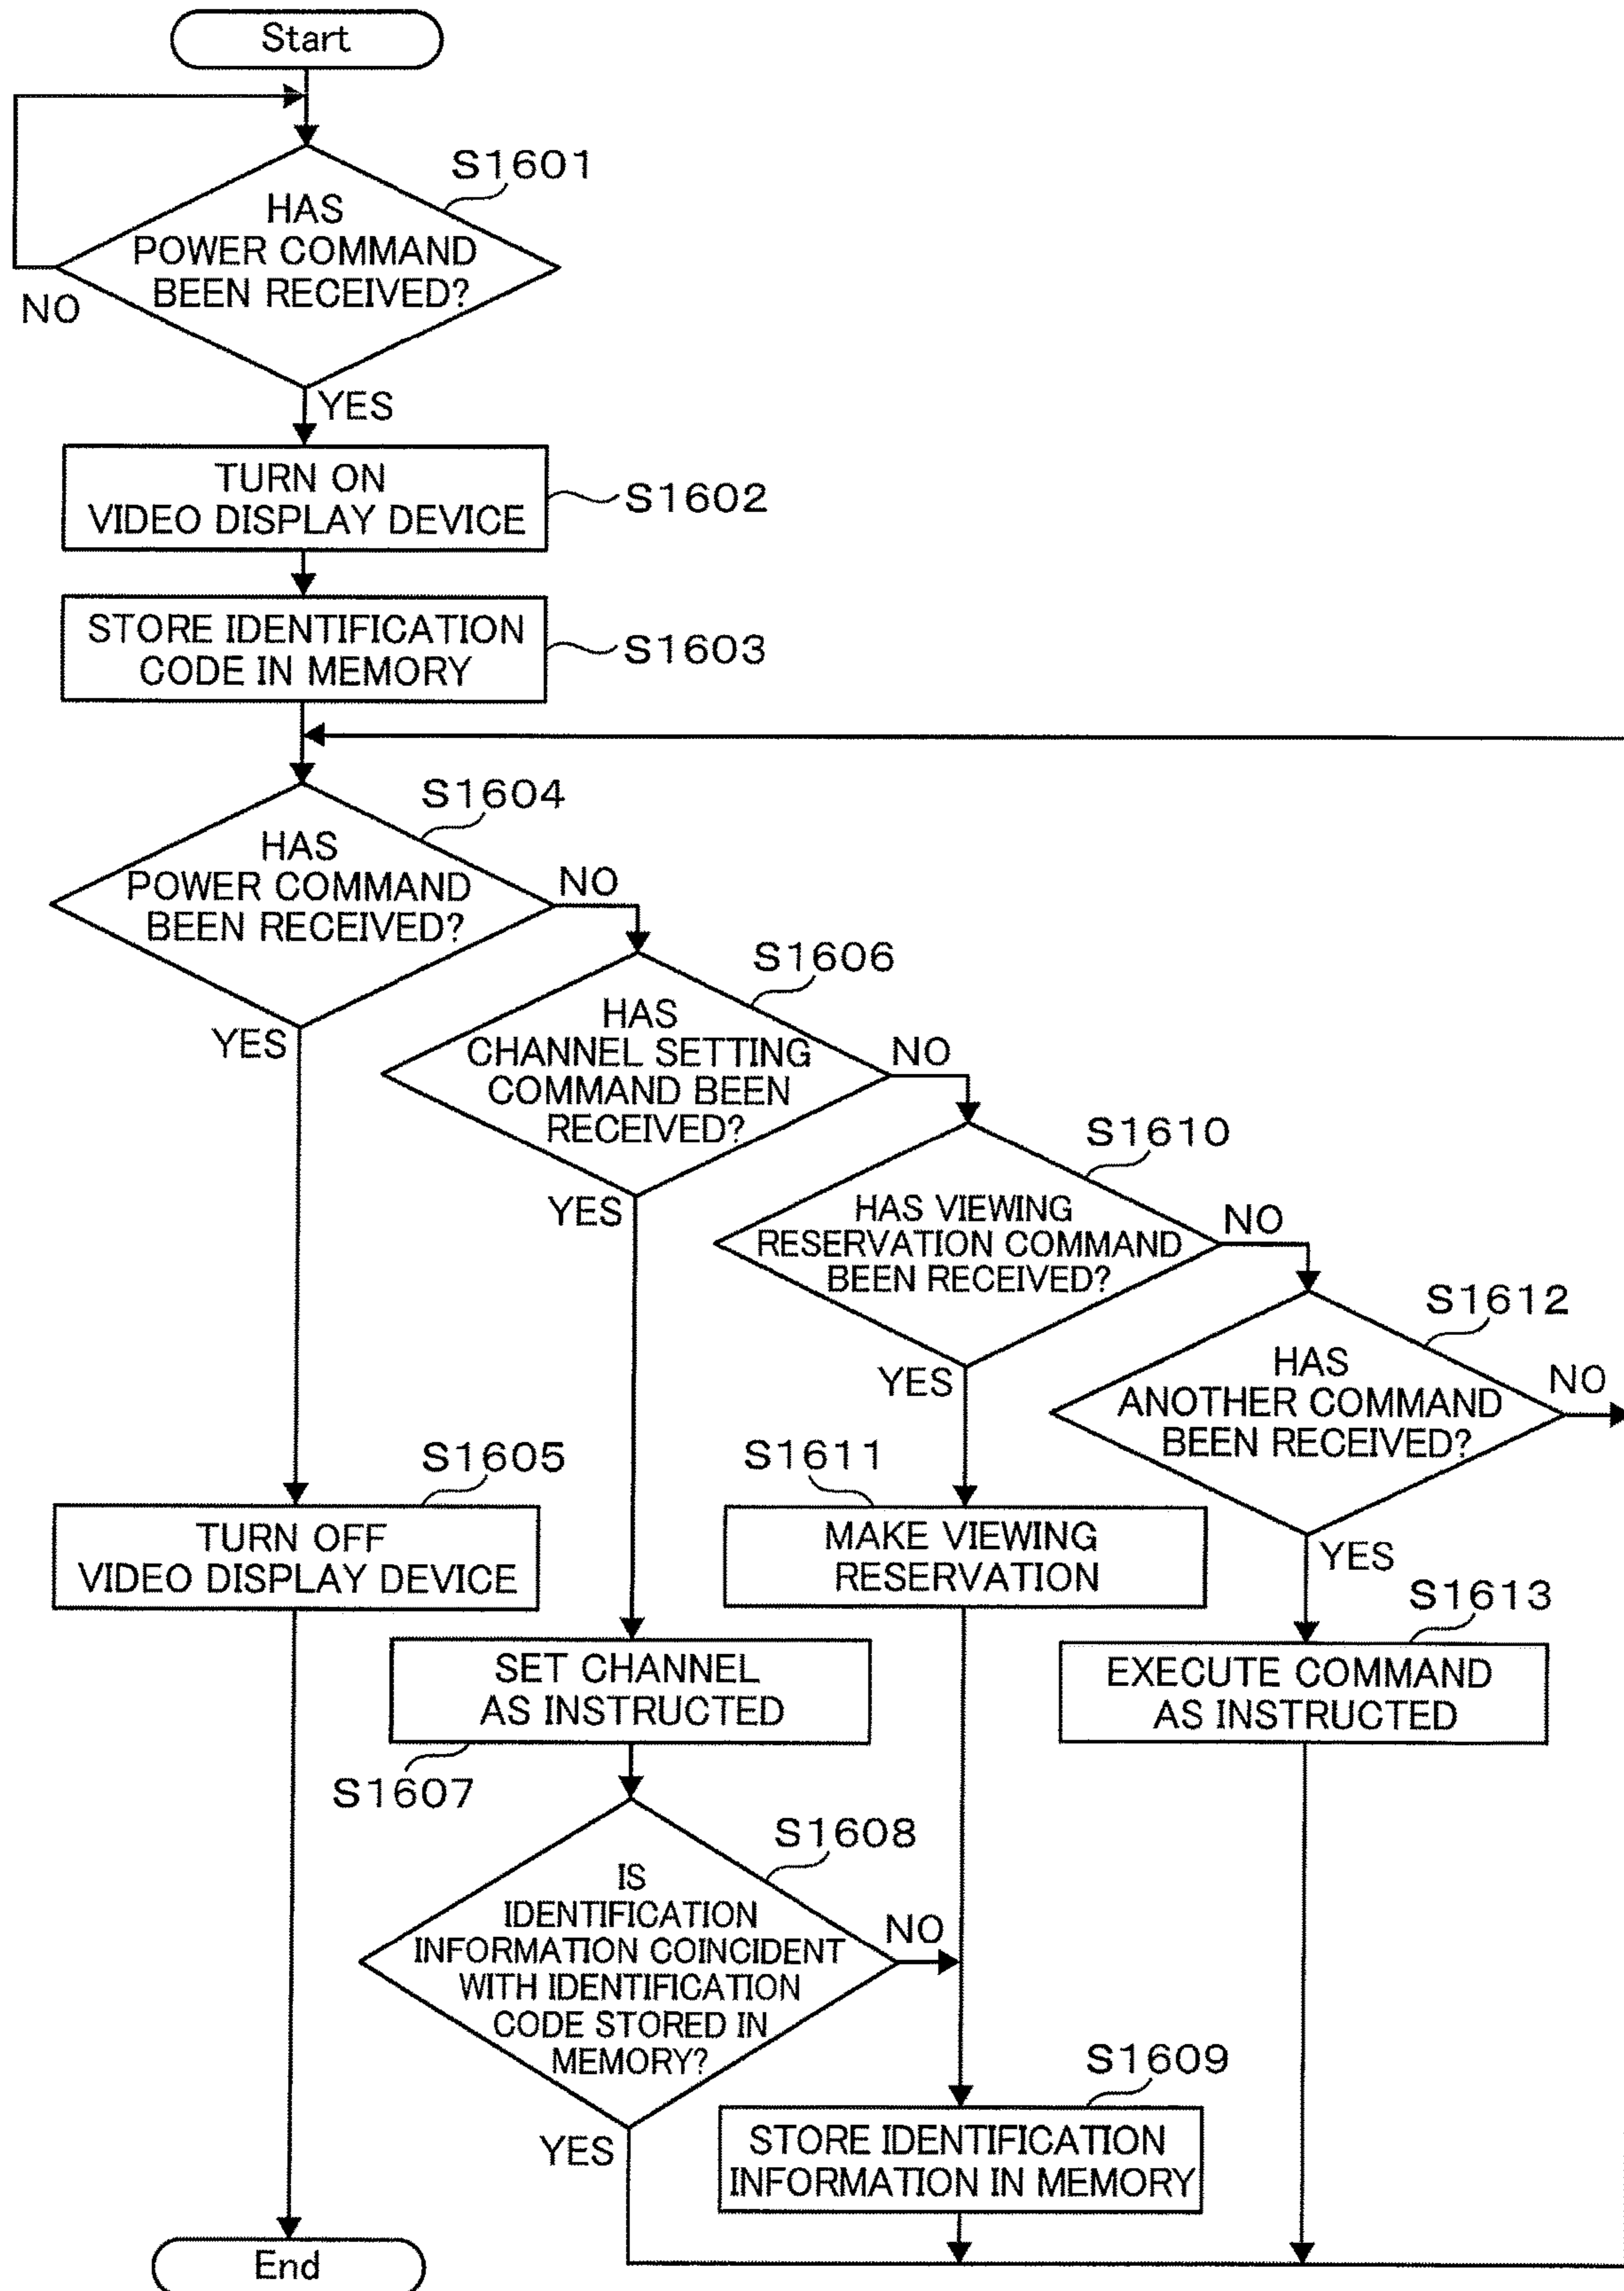 Start
S1601
HAS
POWER COMMAND
BEEN RECEIVED?
NO
YES
TURN ON
VIDEO DISPLAY DEVICE
S1602
STORE IDENTIFICATION
CODE IN MEMORY
S1603
S1604
HAS
POWER COMMAND
BEEN RECEIVED?
NO
YES
S1606
HAS
CHANNEL SETTING
COMMAND BEEN
RECEIVED?
NO
YES
S1610
HAS VIEWING
RESERVATION COMMAND
BEEN RECEIVED?
NO
YES
S1612
HAS
ANOTHER COMMAND
BEEN RECEIVED?
NO
YES
S1605
TURN OFF
VIDEO DISPLAY DEVICE
S1611
MAKE VIEWING
RESERVATION
S1613
EXECUTE COMMAND
AS INSTRUCTED
SET CHANNEL
AS INSTRUCTED
S1607
S1608
IS
IDENTIFICATION
INFORMATION COINCIDENT
WITH IDENTIFICATION
CODE STORED IN
MEMORY?
NO
YES
S1609
STORE IDENTIFICATION
INFORMATION IN MEMORY
End